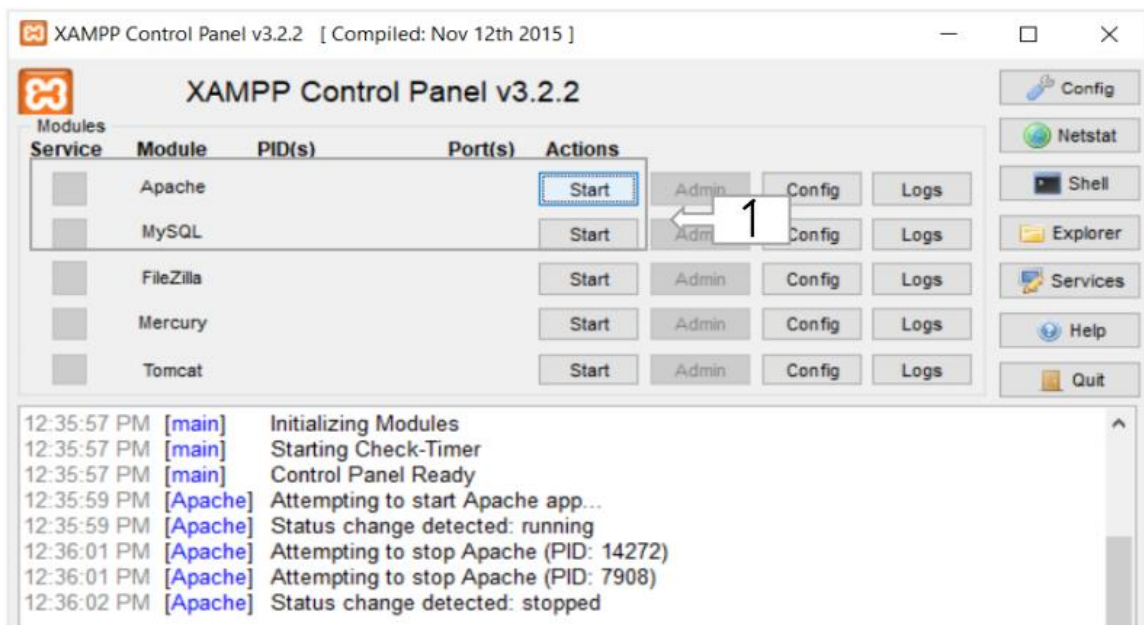 XAMPP Control Panel v3.2.2 [ Compiled: Nov 12th 2015 ]
XAMPP Control Panel v3.2.2
Config
Modules
Netstat
Service Module PID(s) Port(s) Actions
Apache Start Admin Config Logs
Shell
1
MySQL Start Adm Config Logs
Explorer
FileZilla Start Admin Config Logs
Services
Mercury Start Admin Config Logs
Help
Tomcat Start Admin Config Logs
Quit
12:35:57 PM [main] Initializing Modules
12:35:57 PM [main] Starting Check-Timer
12:35:57 PM [main] Control Panel Ready
12:35:59 PM [Apache] Attempting to start Apache app...
12:35:59 PM [Apache] Status change detected: running
12:36:01 PM [Apache] Attempting to stop Apache (PID: 14272)
12:36:01 PM [Apache] Attempting to stop Apache (PID: 7908)
12:36:02 PM [Apache] Status change detected: stopped